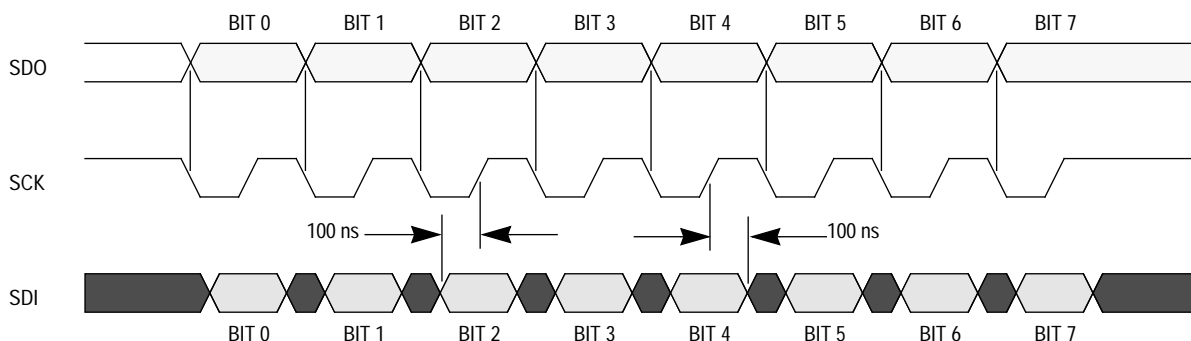 BIT 0 BIT 1 BIT 2 BIT 3 BIT 4 BIT 5 BIT 6 BIT 7
SDO
SCK
100 ns 100 ns
SDI
BIT 0 BIT 1 BIT 2 BIT 3 BIT 4 BIT 5 BIT 6 BIT 7